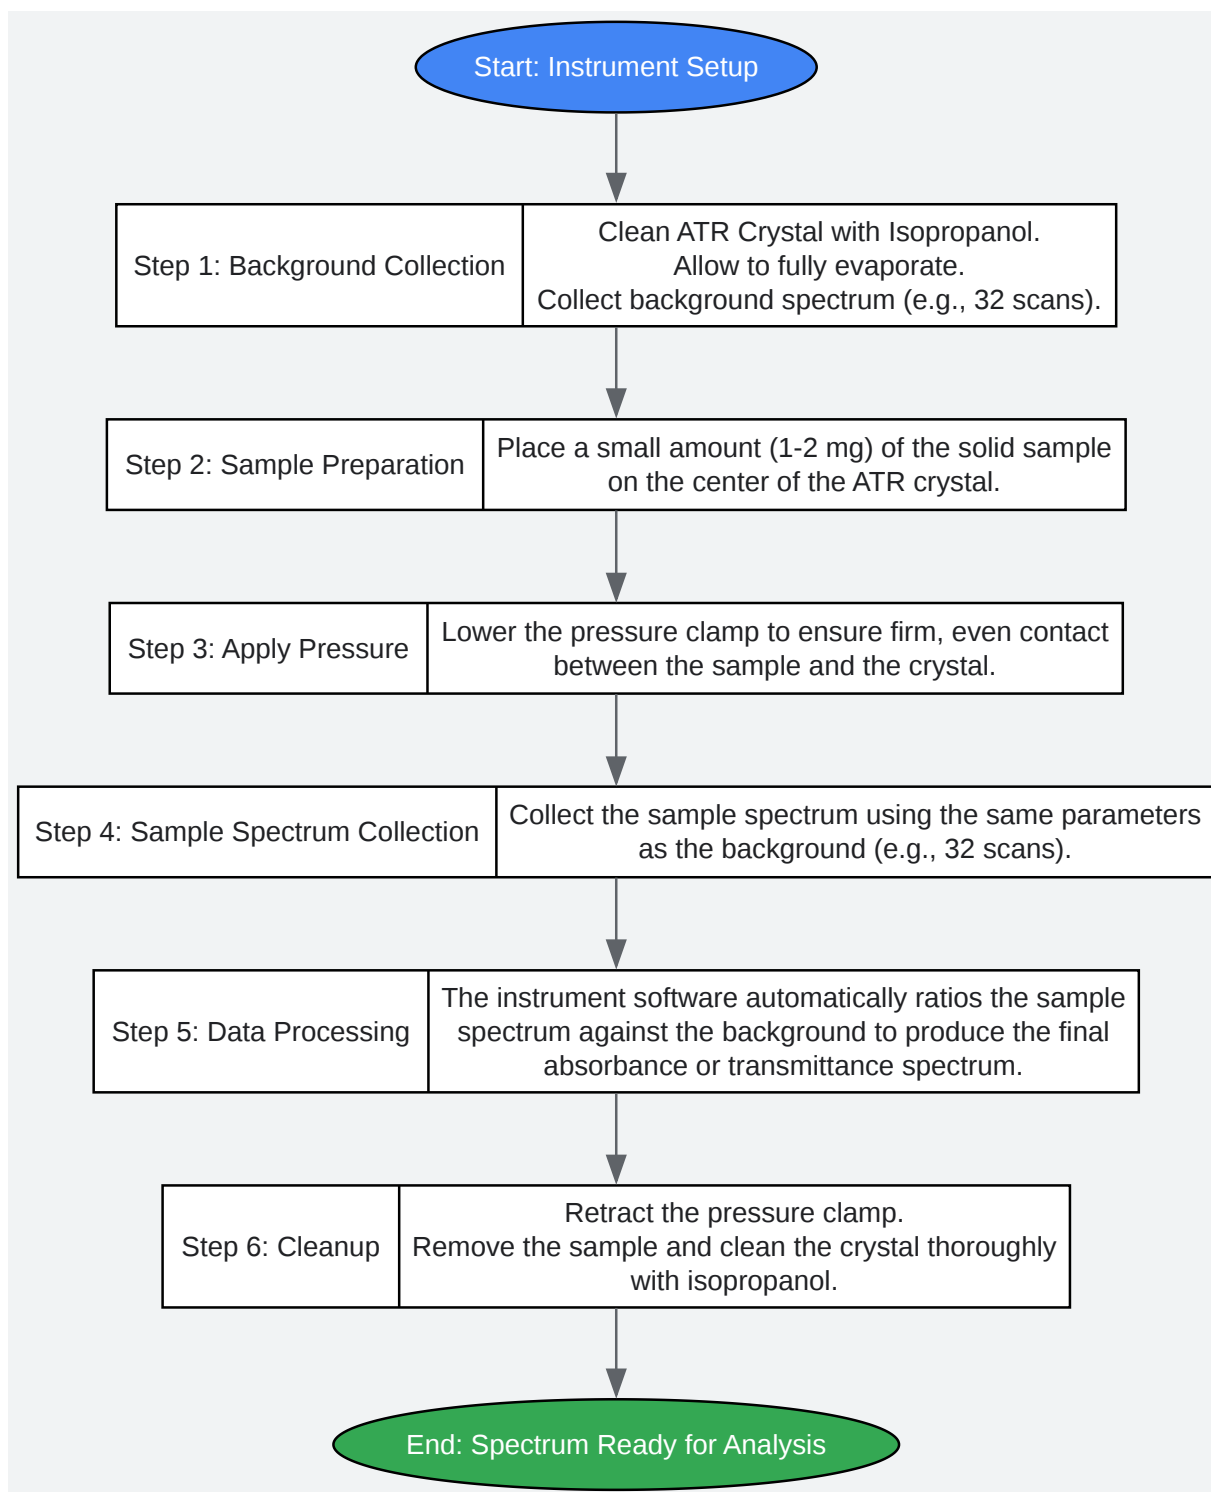 Start: Instrument Setup
Step 1: Background Collection
Clean ATR Crystal with Isopropanol.
Allow to fully evaporate.
Collect background spectrum (e.g., 32 scans).
Step 2: Sample Preparation
Place a small amount (1-2 mg) of the solid sample
on the center of the ATR crystal.
Step 3: Apply Pressure
Lower the pressure clamp to ensure firm, even contact
between the sample and the crystal.
Step 4: Sample Spectrum Collection
Collect the sample spectrum using the same parameters
as the background (e.g., 32 scans).
Step 5: Data Processing
The instrument software automatically ratios the sample
spectrum against the background to produce the final
absorbance or transmittance spectrum.
Step 6: Cleanup
Retract the pressure clamp.
Remove the sample and clean the crystal thoroughly
with isopropanol.
End: Spectrum Ready for Analysis